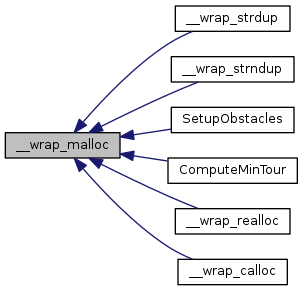 __wrap_strdup
__wrap_strndup
SetupObstacles
__wrap_malloc
ComputeMinTour
__wrap_realloc
__wrap_calloc